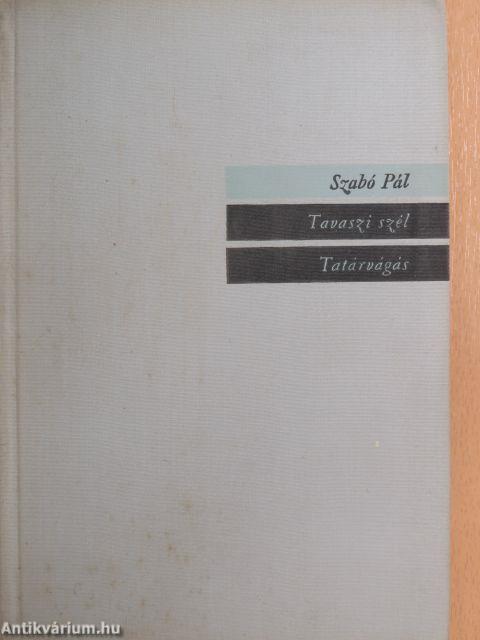 Szabó Pál
Tavaszi szél
Tatárvágás
Antikvárium.hu